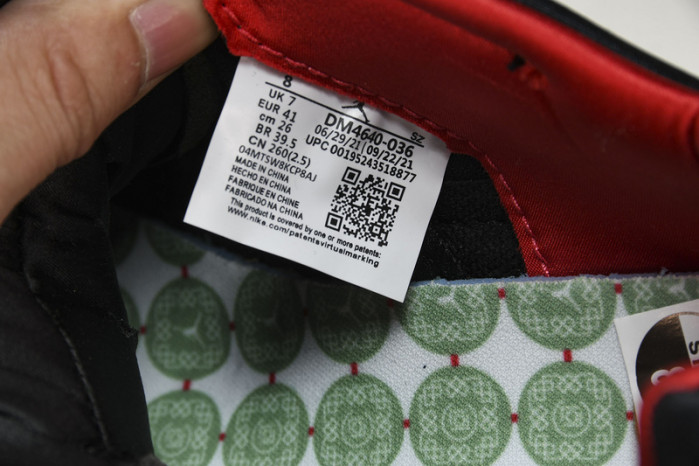 8
UK 7
EUR 41
cm 26
BR 39.5
CN 260(2.5)
04MT5W8KCP8AJ
SZ
DM4640-036
06/29/21 09/22/21
UPC 00195243518877
MADE IN CHINA
HECHO EN CHINA
FABRIQUE EN CHINE
FABRICADO NA CHINA
This product is covered by one or more patents:
www.nike.com/patentsvirtualmarking